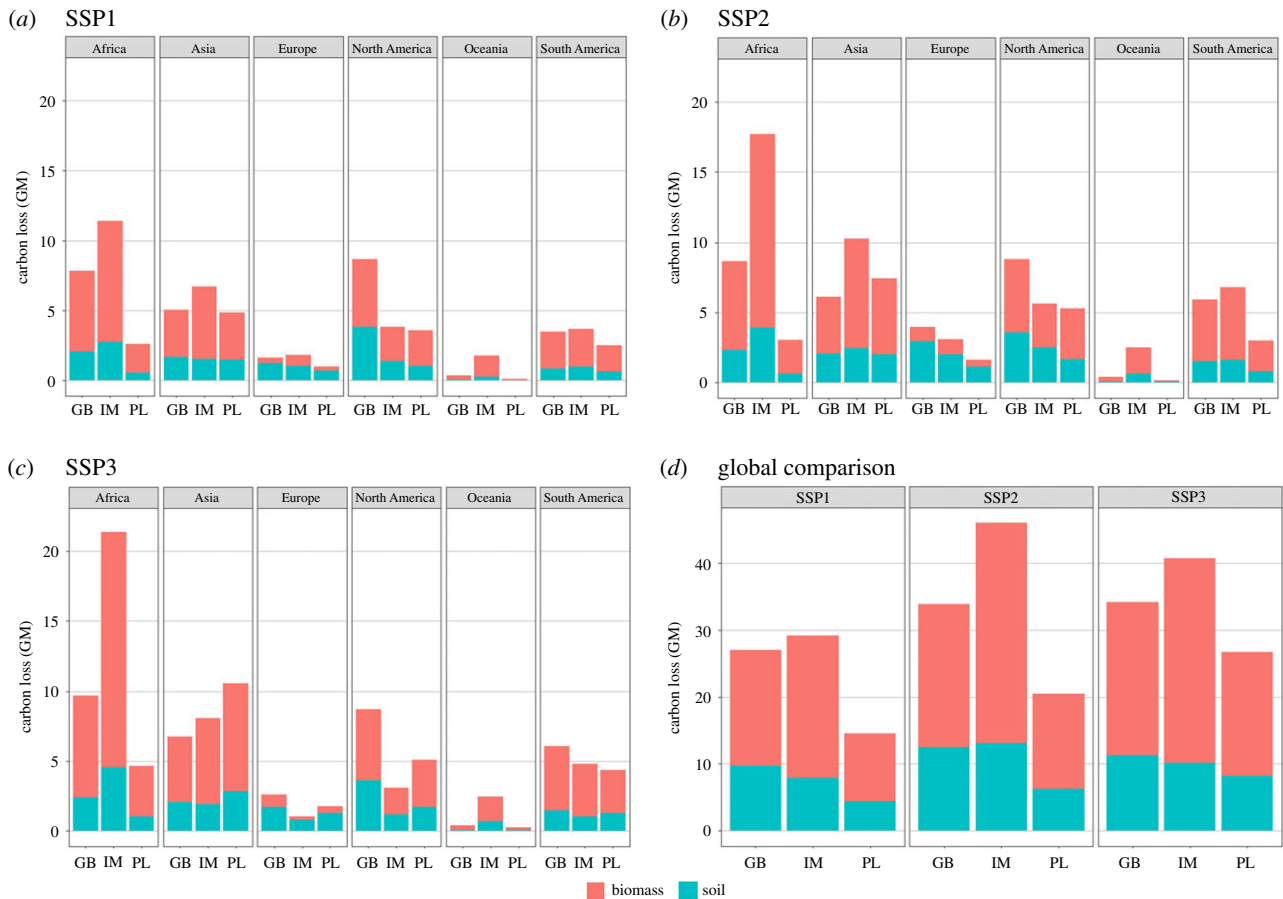 (a) SSP1
Africa Asia Europe North America Oceania South America
carbon loss (GM)
20
15
10
5
0
GB IM PL GB IM PL GB IM PL GB IM PL GB IM PL GB IM PL
(b) SSP2
Africa Asia Europe North America Oceania South America
carbon loss (GM)
20
15
10
5
0
GB IM PL GB IM PL GB IM PL GB IM PL GB IM PL GB IM PL
(c) SSP3
Africa Asia Europe North America Oceania South America
carbon loss (GM)
20
15
10
5
0
GB IM PL GB IM PL GB IM PL GB IM PL GB IM PL GB IM PL
(d) global comparison
SSP1 SSP2 SSP3
carbon loss (GM)
40
30
20
10
0
GB IM PL GB IM PL GB IM PL
biomass soil